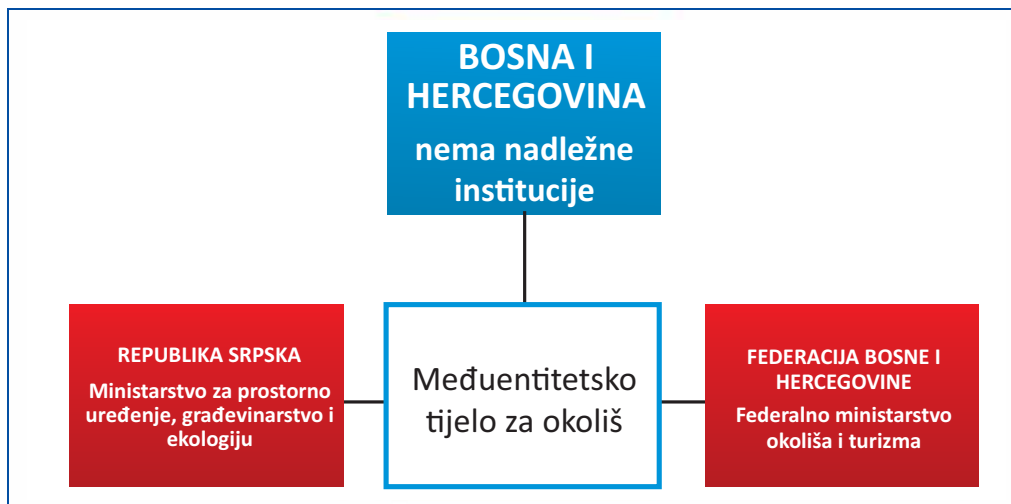 BOSNA I
HERCEGOVINA
nema nadležne
institucije
REPUBLIKA SRPSKA
Ministarstvo za prostorno
uređenje, građevinarstvo i
ekologiju
Međuentitetsko
tijelo za okoliš
FEDERACIJA BOSNE I
HERCEGOVINE
Federalno ministarstvo
okoliša i turizma